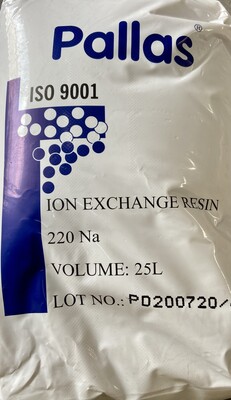 Pallas®
ISO 9001
ION EXCHANGE RESIN
220 Na
VOLUME: 25L
LOT NO.: PD200720/